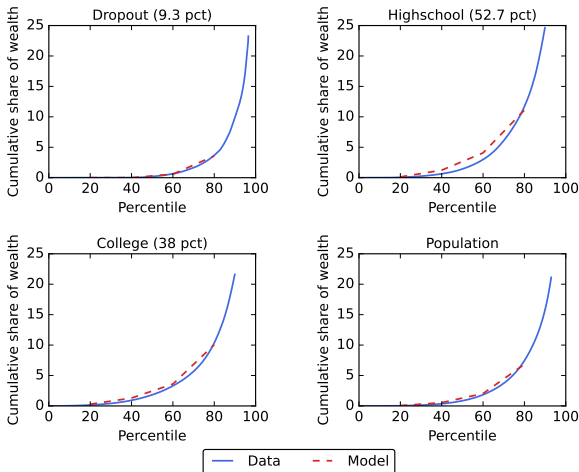 Dropout (9.3 pct)
Cumulative share of wealth
25
20
15
10
5
0
0 20 40 60 80 100
Percentile
Highschool (52.7 pct)
Cumulative share of wealth
25
20
15
10
5
0
0 20 40 60 80 100
Percentile
College (38 pct)
Cumulative share of wealth
25
20
15
10
5
0
0 20 40 60 80 100
Percentile
Population
Cumulative share of wealth
25
20
15
10
5
0
0 20 40 60 80 100
Percentile
Data Model